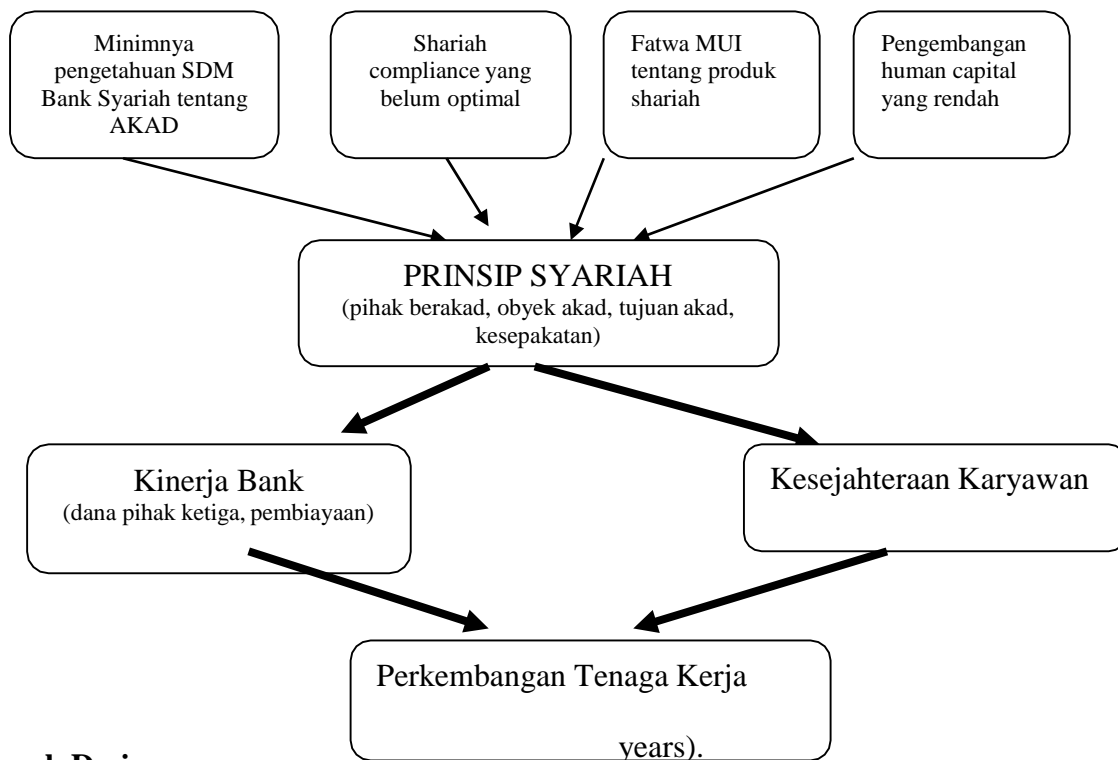 Minimnya
pengetahuan SDM
Bank Syariah tentang
AKAD
Shariah
compliance yang
belum optimal
Fatwa MUI
tentang produk
shariah
Pengembangan
human capital
yang rendah
PRINSIP SYARIAH
(pihak berakad, obyek akad, tujuan akad,
kesepakatan)
Kinerja Bank
(dana pihak ketiga, pembiayaan)
Kesejahteraan Karyawan
Perkembangan Tenaga Kerja
years).